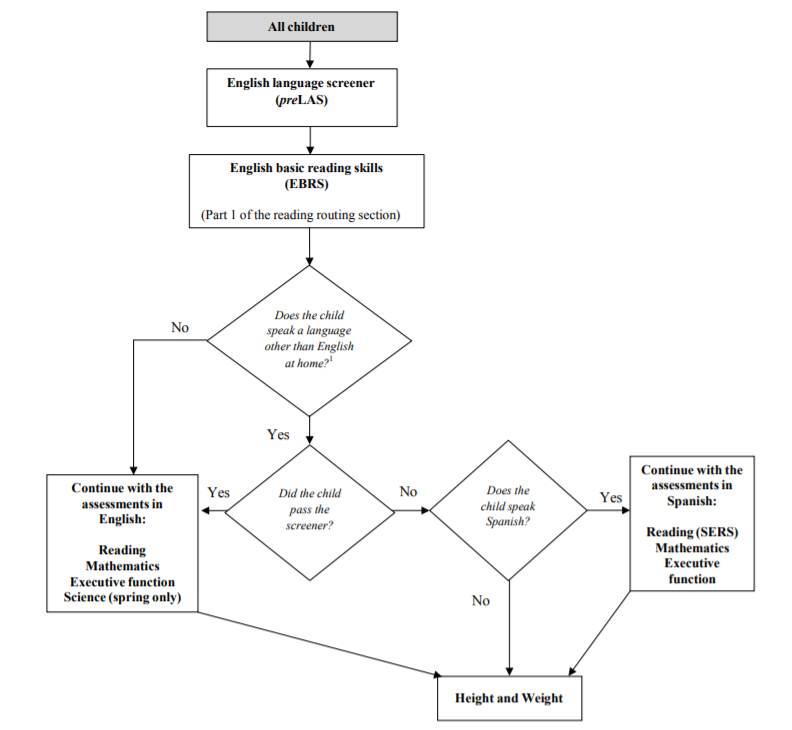 All children
English language screener
(preLAS)
English basic reading skills
(EBRS)
(Part 1 of the reading routing section)
Does the child
speak a language
other than English
at home?¹
No
Yes
Continue with the
assessments in
English:
Reading
Mathematics
Executive function
Science (spring only)
Yes
Did the child
pass the
screener?
No
Does the
child speak
Spanish?
Yes
Continue with the
assessments in
Spanish:
Reading (SERS)
Mathematics
Executive
function
No
Height and Weight